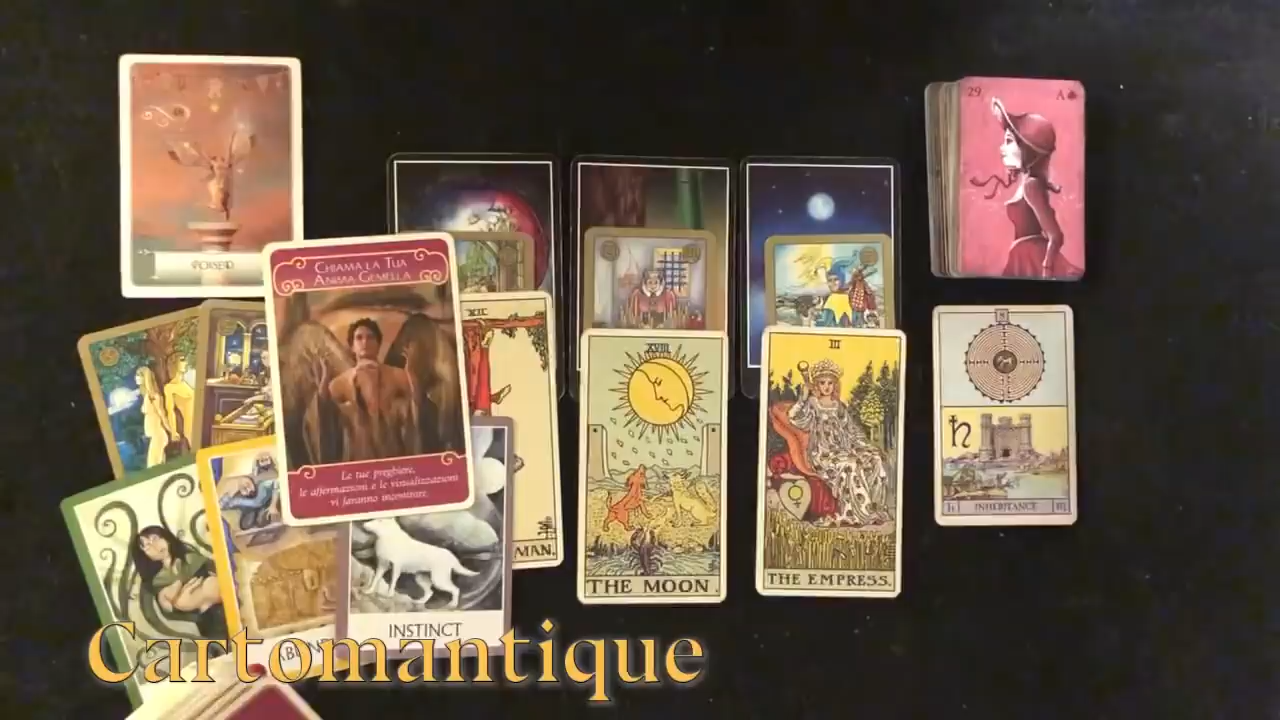 29
A♣
CHIAMA LA TUA
ANIMA GEMELLA
Le tue preghiere,
le affermazioni e le visualizzazioni
vi faranno incontrare.
XII
MAN.
XVIII
THE MOON.
III
THE EMPRESS.
INHERITANCE
INSTINCT
Cartomantique